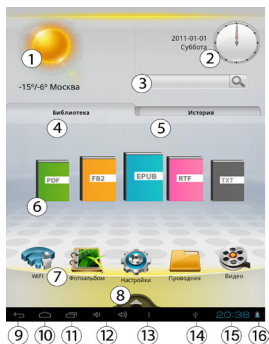 2011-01-01
Суббота
1
2
3
-15°/-6° Москва
Библиотека
История
4
5
PDF
FB2
EPUB
RTF
TXT
6
WiFi
Фотоальбом
Настройки
Проводник
Видео
7
8
20:38
9
10
11
12
13
14
15
16